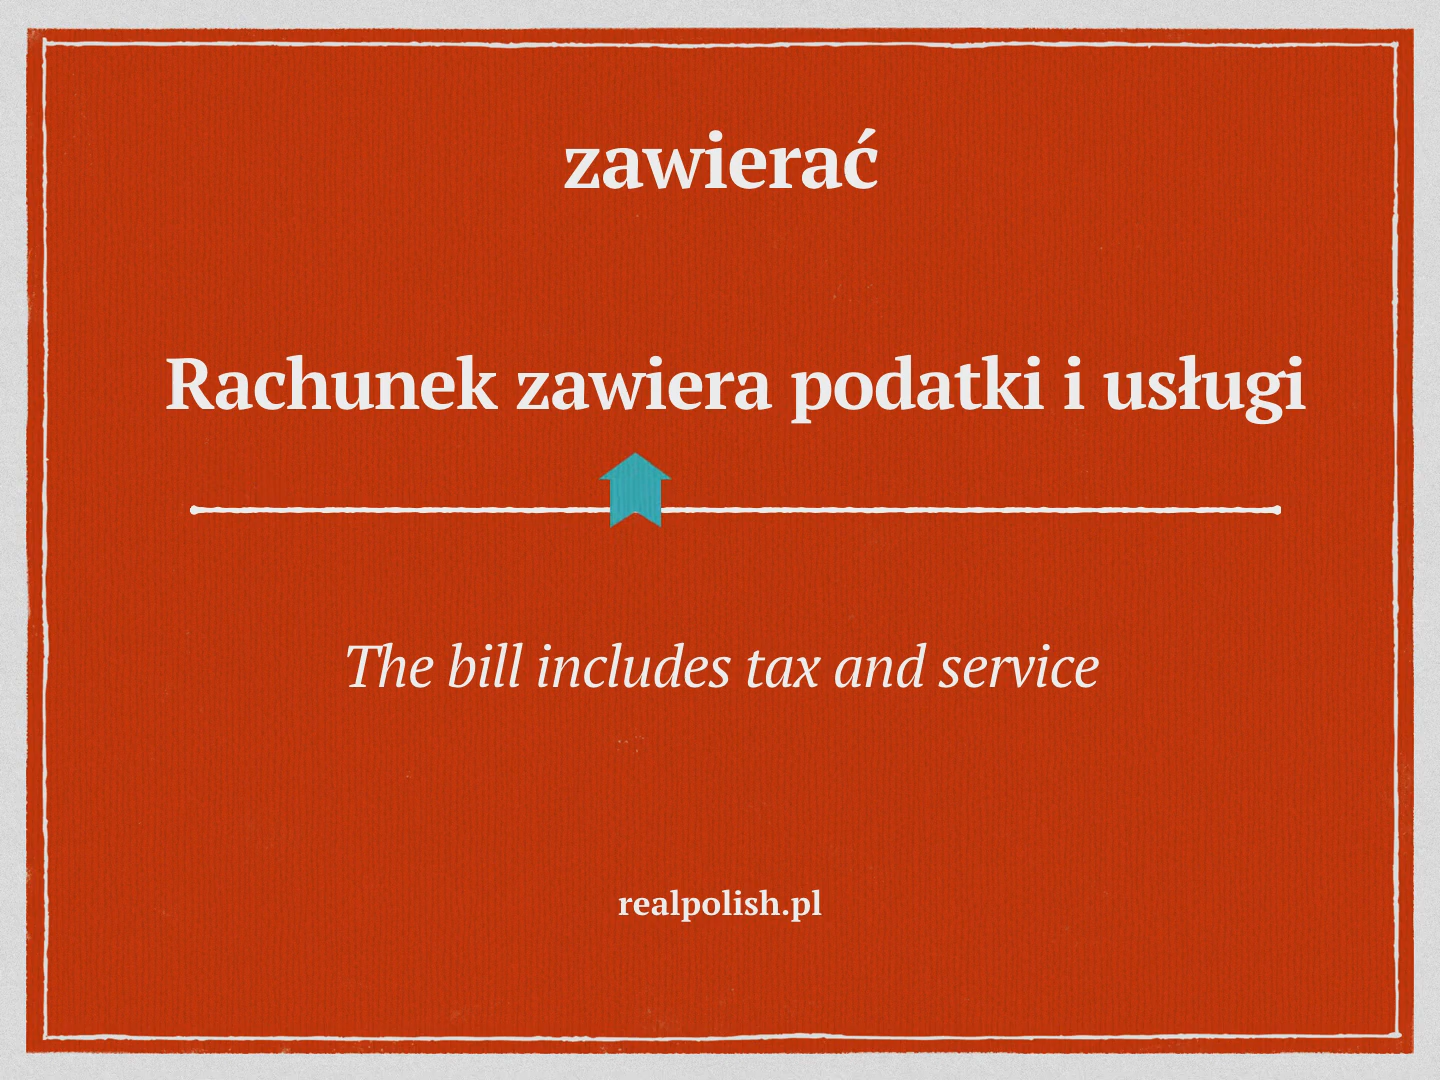 zawierać
Rachunek zawiera podatki i usługi
The bill includes tax and service
realpolish.pl